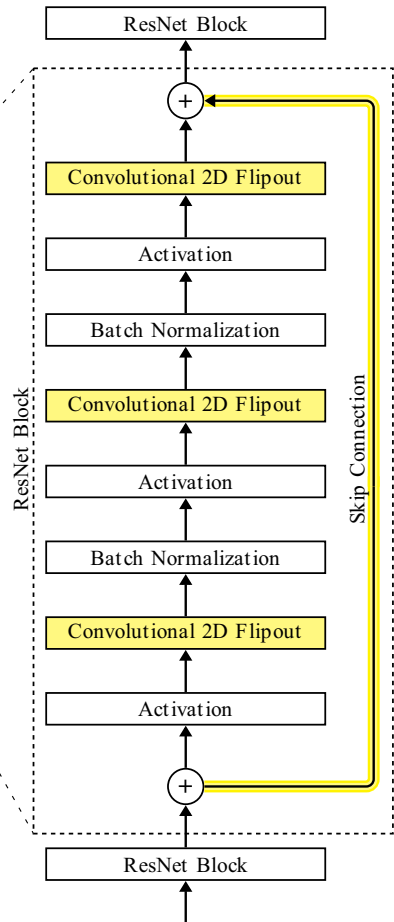 ResNet Block
+
Convolutional 2D Flipout
Activation
Batch Normalization
Convolutional 2D Flipout
Activation
Batch Normalization
Convolutional 2D Flipout
Activation
+
ResNet Block
ResNet Block
Skip Connection